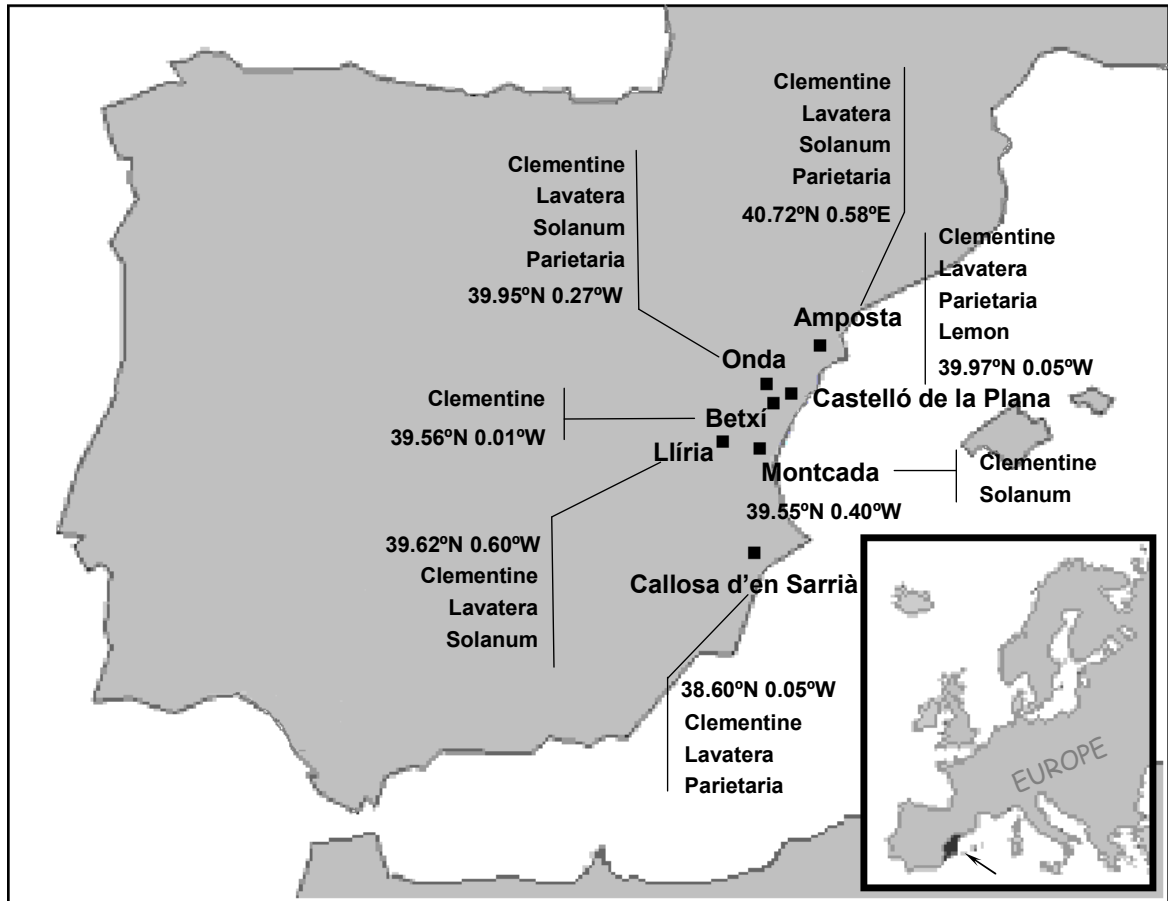 Clementine
Lavatera
Solanum
Parietaria
40.72ºN 0.58ºE
Amposta
Clementine
Lavatera
Solanum
Parietaria
39.95ºN 0.27ºW
Onda
Clementine
Lavatera
Parietaria
Lemon
39.97ºN 0.05ºW
Castelló de la Plana
Clementine
39.56ºN 0.01ºW
Betxí
Llíria
39.62ºN 0.60ºW
Clementine
Lavatera
Solanum
Montcada
39.55ºN 0.40ºW
Clementine
Solanum
Callosa d’en Sarrià
38.60ºN 0.05ºW
Clementine
Lavatera
Parietaria
EUROPE